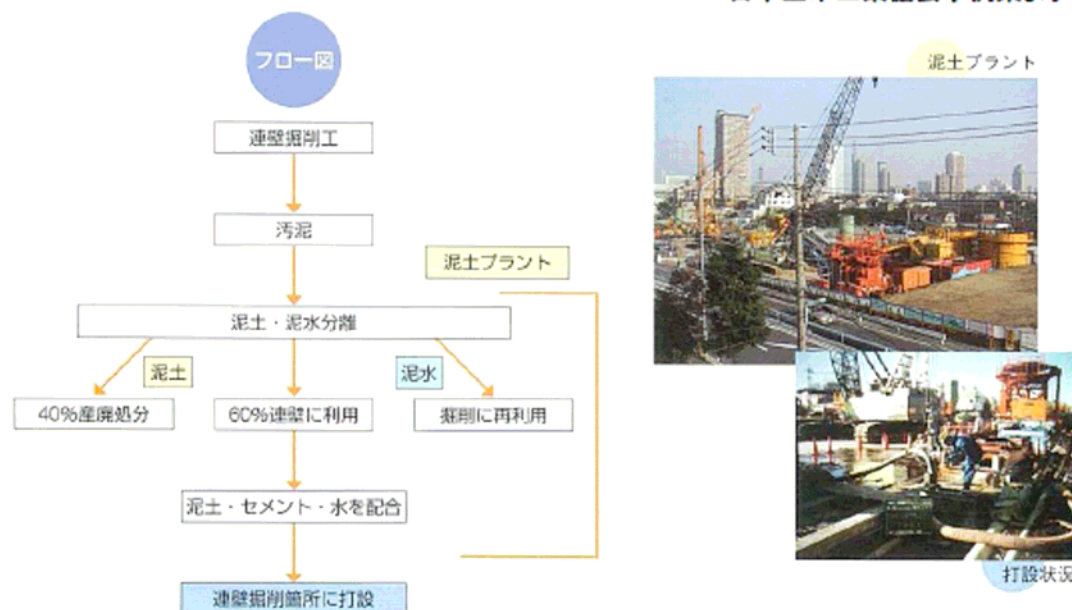 フロー図
連壁掘削工
汚泥
泥土プラント
泥土・泥水分離
泥土
泥水
40%産廃処分
60%連壁に利用
掘削に再利用
泥土・セメント・水を配合
連壁掘削箇所に打設
泥土プラント
打設状況